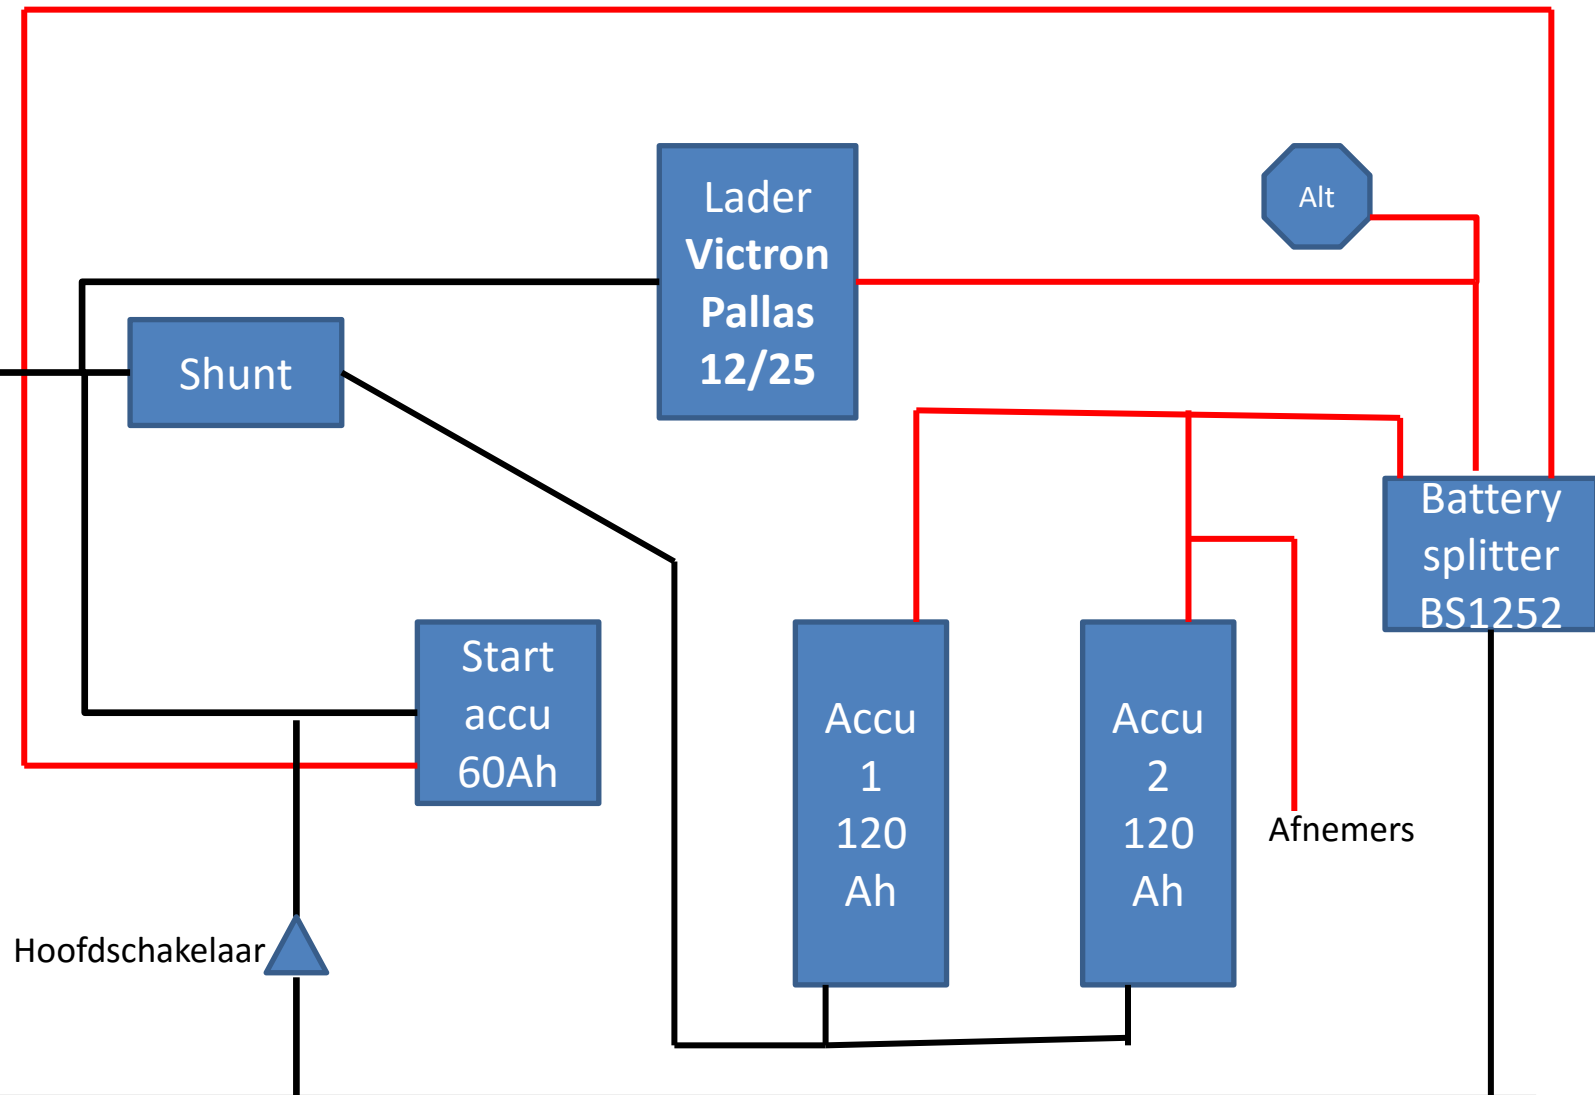 Lader
Victron
Pallas
12/25
Alt
Shunt
Battery
splitter
BS1252
Start
accu
60Ah
Accu
1
120
Ah
Accu
2
120
Ah
Afnemers
Hoofdschakelaar